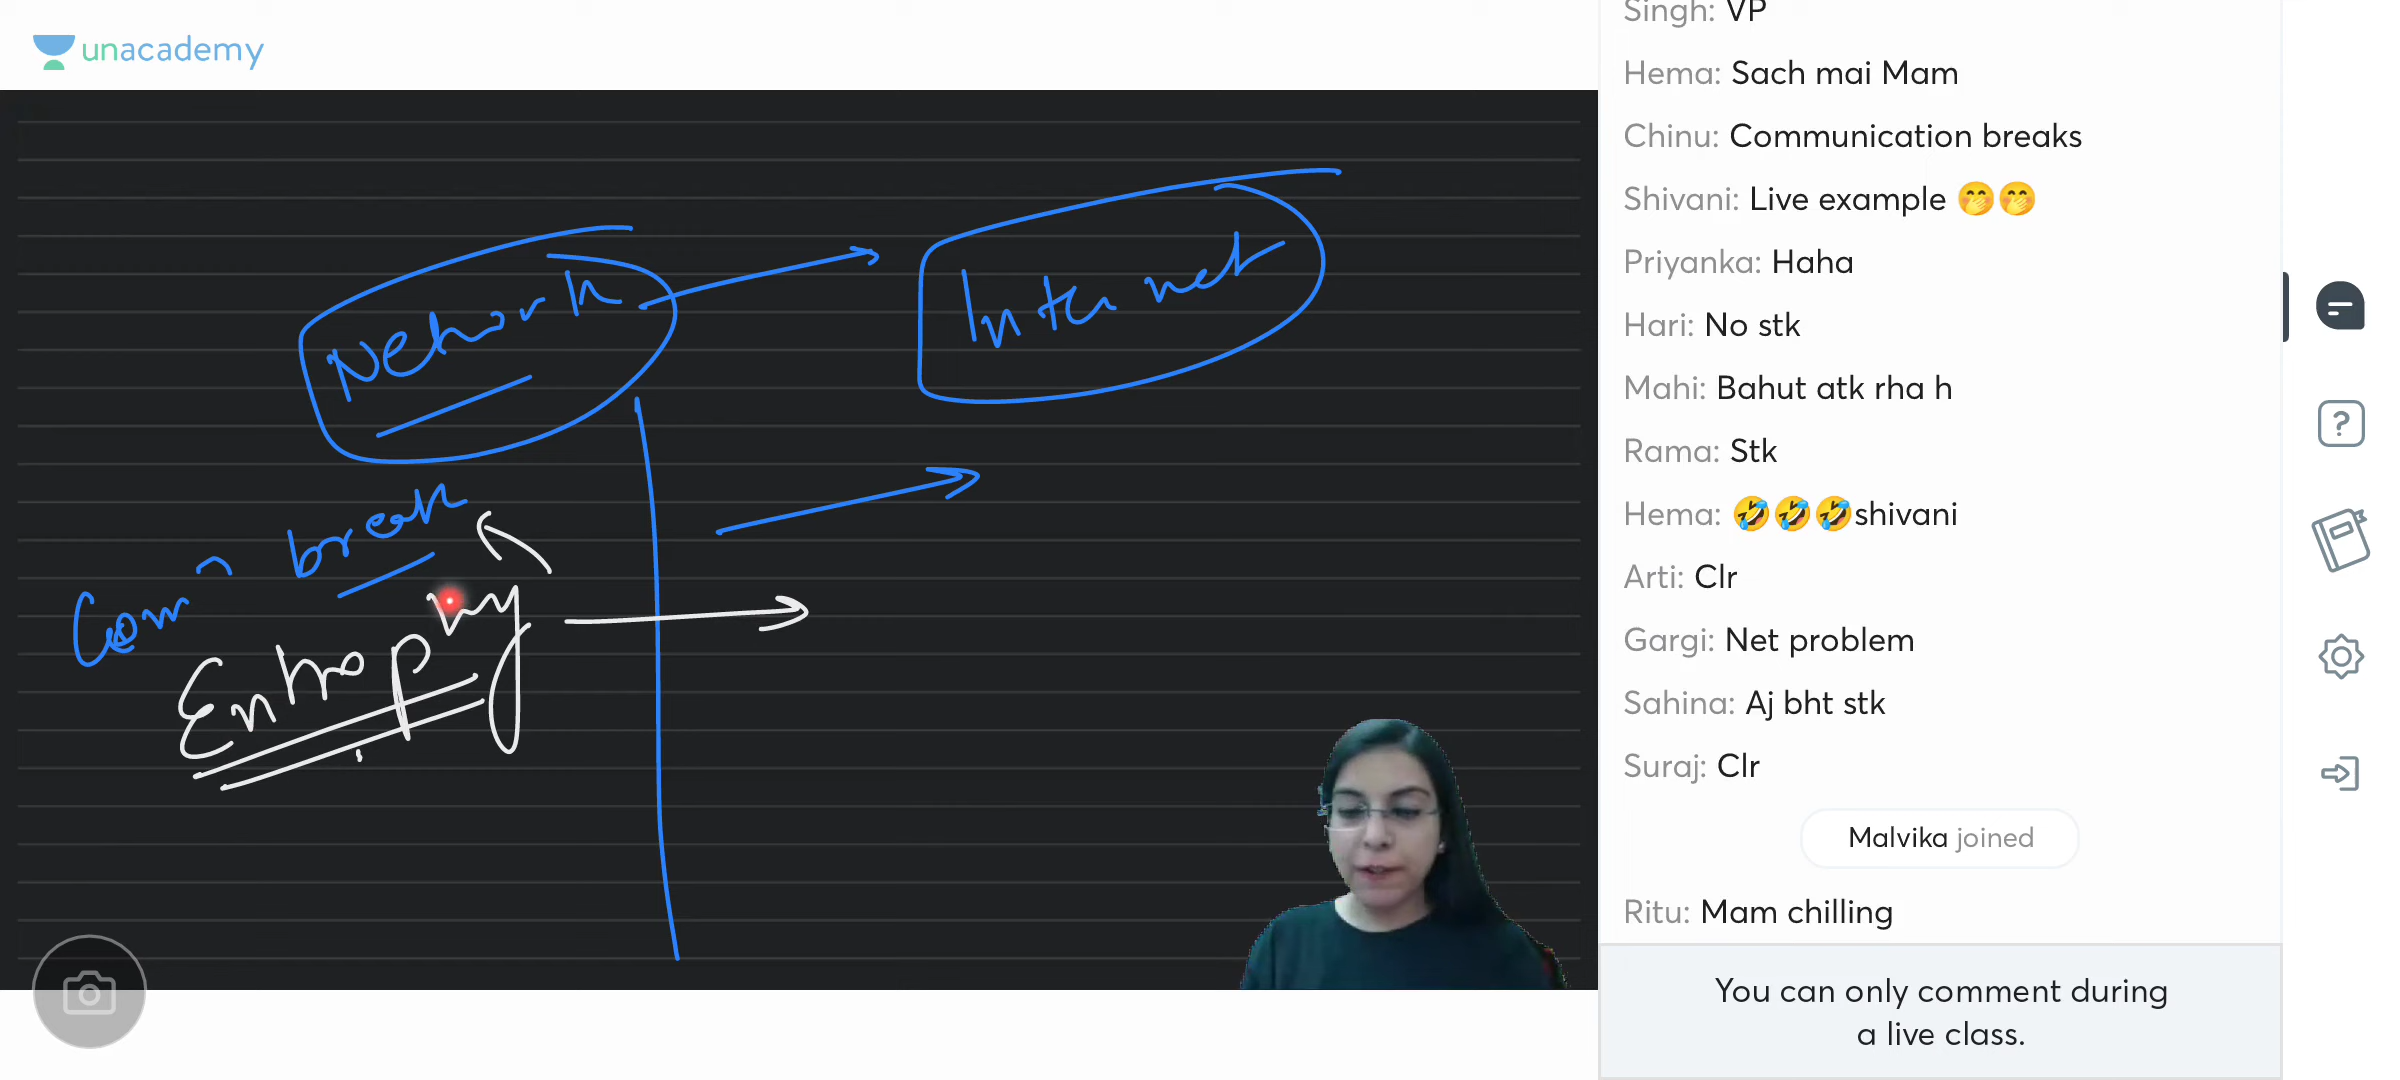 unacademy
Network
Internet
Comⁿ break
Entropy
Singh: VP
Hema: Sach mai Mam
Chinu: Communication breaks
Shivani: Live example 🤭🤭
Priyanka: Haha
Hari: No stk
Mahi: Bahut atk rha h
Rama: Stk
Hema: 🤣🤣🤣shivani
Arti: Clr
Gargi: Net problem
Sahina: Aj bht stk
Suraj: Clr
Malvika joined
Ritu: Mam chilling
You can only comment during
a live class.